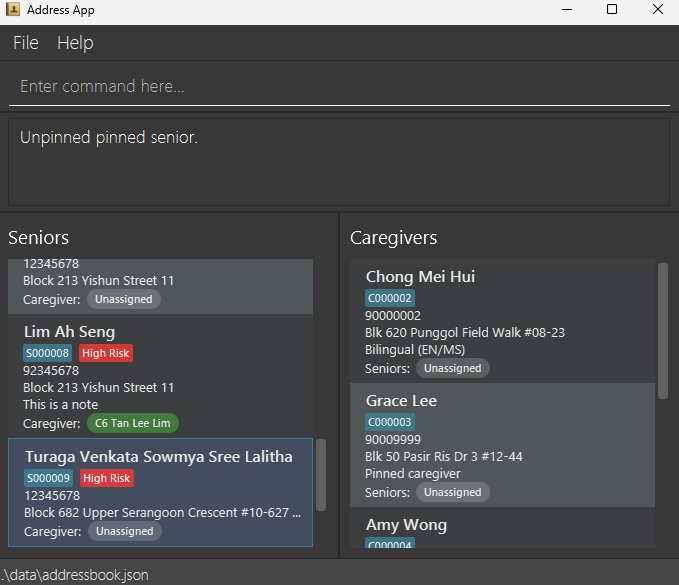 Address App
File Help
Enter command here...
Unpinned pinned senior.
Seniors
12345678
Block 213 Yishun Street 11
Caregiver: Unassigned
Lim Ah Seng
S000008 High Risk
92345678
Block 213 Yishun Street 11
This is a note
Caregiver: C6 Tan Lee Lim
Turaga Venkata Sowmya Sree Lalitha
S000009 High Risk
12345678
Block 682 Upper Serangoon Crescent #10-627 ...
Caregiver: Unassigned
Caregivers
Chong Mei Hui
C000002
90000002
Blk 620 Punggol Field Walk #08-23
Bilingual (EN/MS)
Seniors: Unassigned
Grace Lee
C000003
90009999
Blk 50 Pasir Ris Dr 3 #12-44
Pinned caregiver
Seniors: Unassigned
Amy Wong
C000004
.\data\addressbook.json